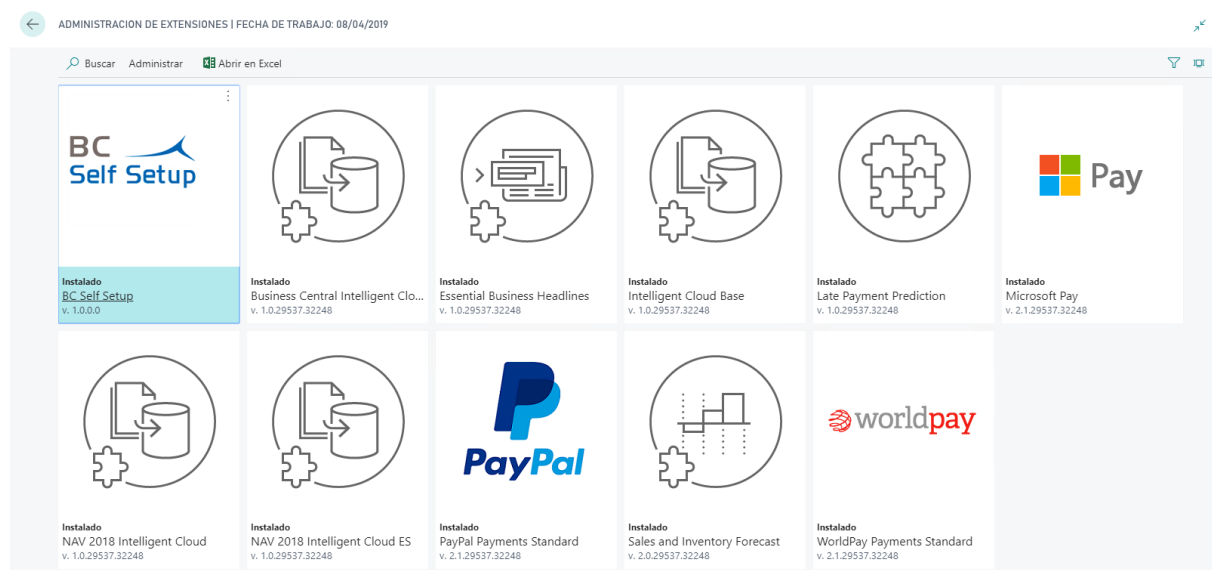 ADMINISTRACION DE EXTENSIONES | FECHA DE TRABAJO: 08/04/2019
Buscar Administrar Abrir en Excel
BC
Self Setup
Pay
Instalado
BC Self Setup
v. 1.0.0.0
Instalado
Business Central Intelligent Clo...
v. 1.0.29537.32248
Instalado
Essential Business Headlines
v. 1.0.29537.32248
Instalado
Intelligent Cloud Base
v. 1.0.29537.32248
Instalado
Late Payment Prediction
v. 1.0.29537.32248
Instalado
Microsoft Pay
v. 2.1.29537.32248
PayPal
worldpay
Instalado
NAV 2018 Intelligent Cloud
v. 1.0.29537.32248
Instalado
NAV 2018 Intelligent Cloud ES
v. 1.0.29537.32248
Instalado
PayPal Payments Standard
v. 2.1.29537.32248
Instalado
Sales and Inventory Forecast
v. 2.0.29537.32248
Instalado
WorldPay Payments Standard
v. 2.1.29537.32248